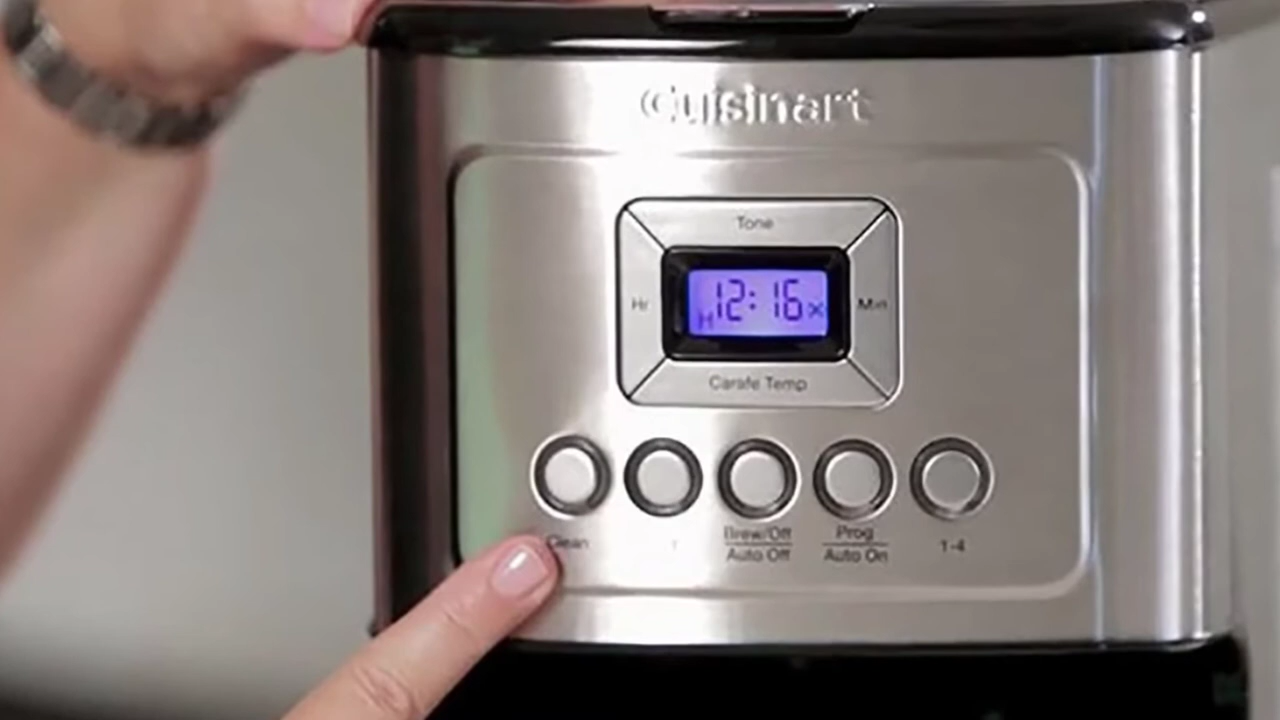 Cuisinart
Tone
Hr
12:16
H
Min
Carafe Temp
Clean
Brew/Off
Auto Off
Prog
Auto On
1-4